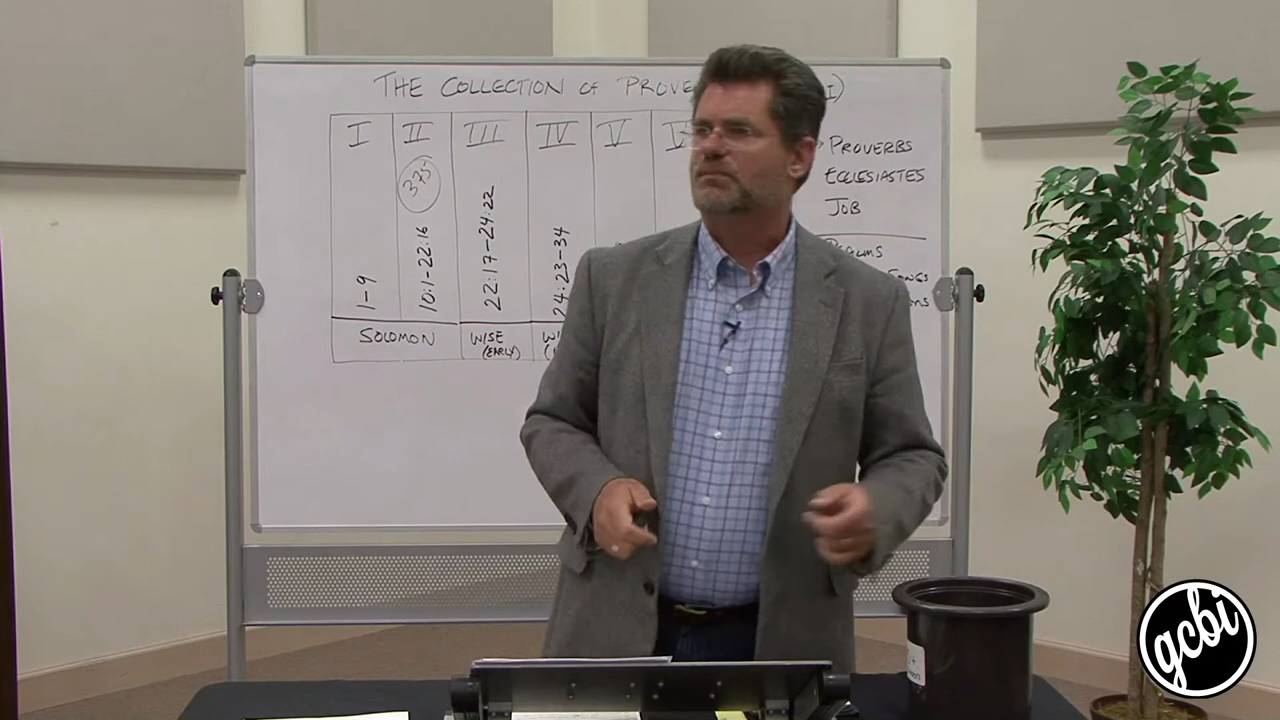 THE COLLECTION OF PROVE I)
I II III IV V
375
1-9
10:1-22:16
22:17-24:22
24:23-34
SOLOMON
WISE
(EARLY)
PROVERBS
ECCLESIASTES
JOB
gcbi